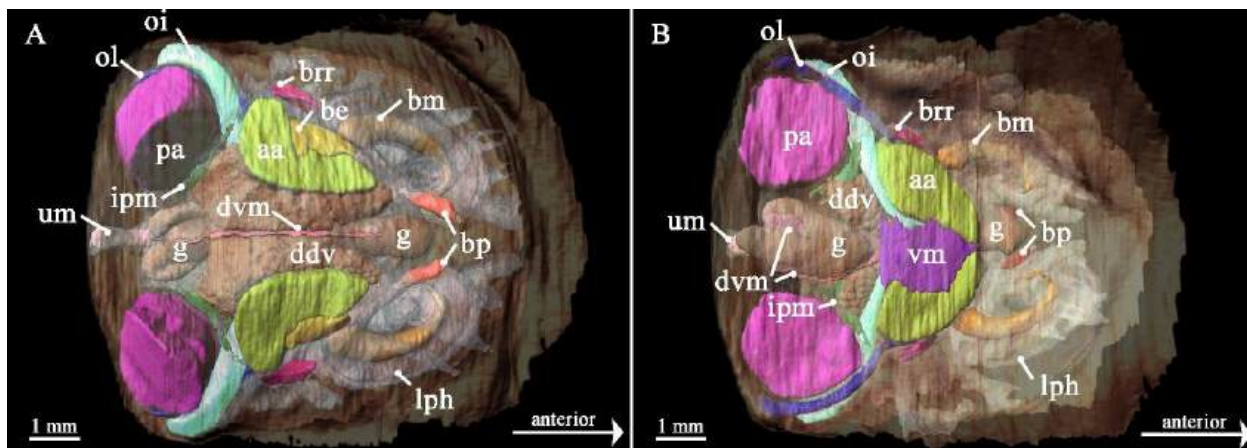 A
oi
ol
brr
be
bm
pa
aa
ipm
dvm
um
g
ddv
g
bp
lph
1 mm
anterior
B
ol
oi
brr
pa
bm
aa
ddv
um
g
g
vm
bp
dvm
ipm
lph
1 mm
anterior